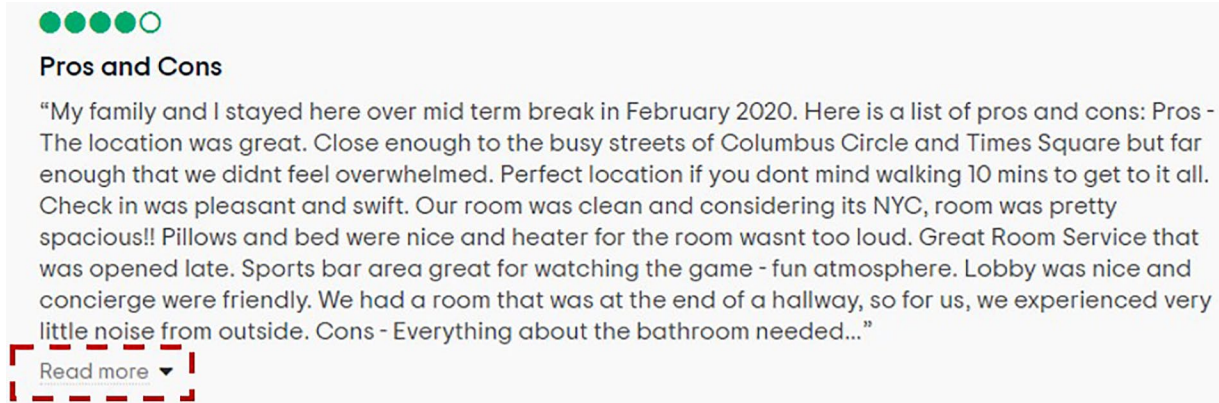 Pros and Cons
“My family and I stayed here over mid term break in February 2020. Here is a list of pros and cons: Pros -
The location was great. Close enough to the busy streets of Columbus Circle and Times Square but far
enough that we didnt feel overwhelmed. Perfect location if you dont mind walking 10 mins to get to it all.
Check in was pleasant and swift. Our room was clean and considering its NYC, room was pretty
spacious!! Pillows and bed were nice and heater for the room wasnt too loud. Great Room Service that
was opened late. Sports bar area great for watching the game - fun atmosphere. Lobby was nice and
concierge were friendly. We had a room that was at the end of a hallway, so for us, we experienced very
little noise from outside. Cons - Everything about the bathroom needed...”
Read more